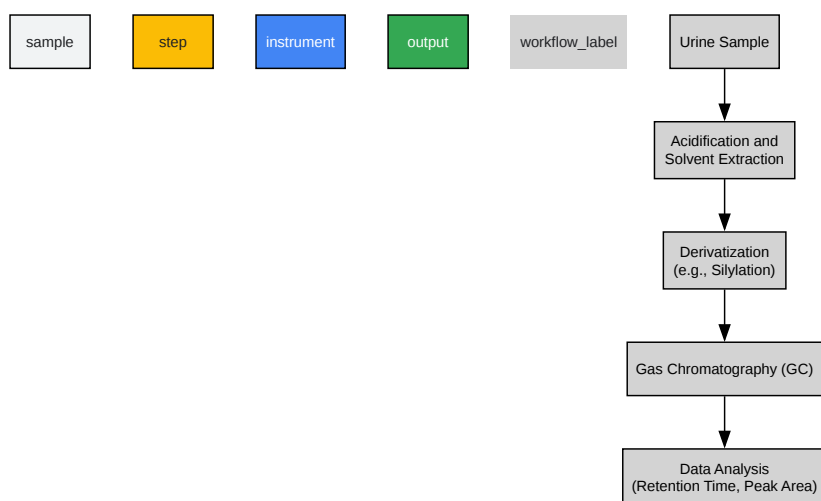 sample
step
instrument
output
workflow_label
Urine Sample
Acidification and
Solvent Extraction
Derivatization
(e.g., Silylation)
Gas Chromatography (GC)
Data Analysis
(Retention Time, Peak Area)